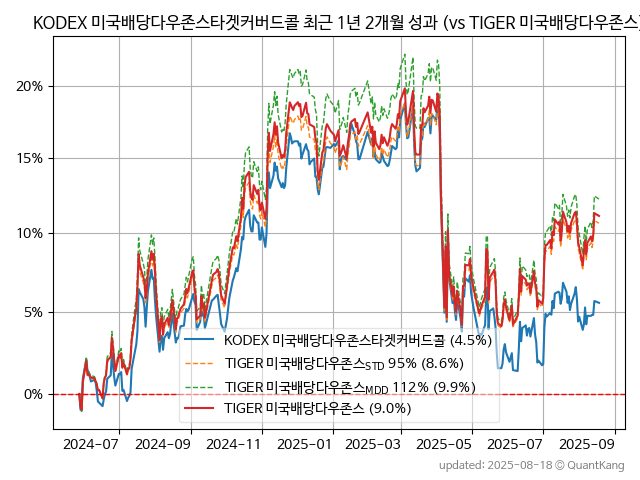 KODEX 미국배당다우존스타겟커버드콜 최근 1년 2개월 성과 (vs TIGER 미국배당다우존스)
20%
15%
10%
5%
0%
KODEX 미국배당다우존스타겟커버드콜 (4.5%)
TIGER 미국배당다우존스STD 95% (8.6%)
TIGER 미국배당다우존스MDD 112% (9.9%)
TIGER 미국배당다우존스 (9.0%)
2024-07 2024-09 2024-11 2025-01 2025-03 2025-05 2025-07 2025-09
updated: 2025-08-18 © QuantKang